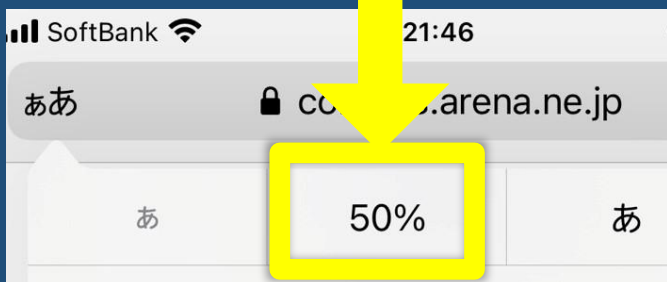 SoftBank 21:46
ぁあ .arena.ne.jp
あ 50% あ